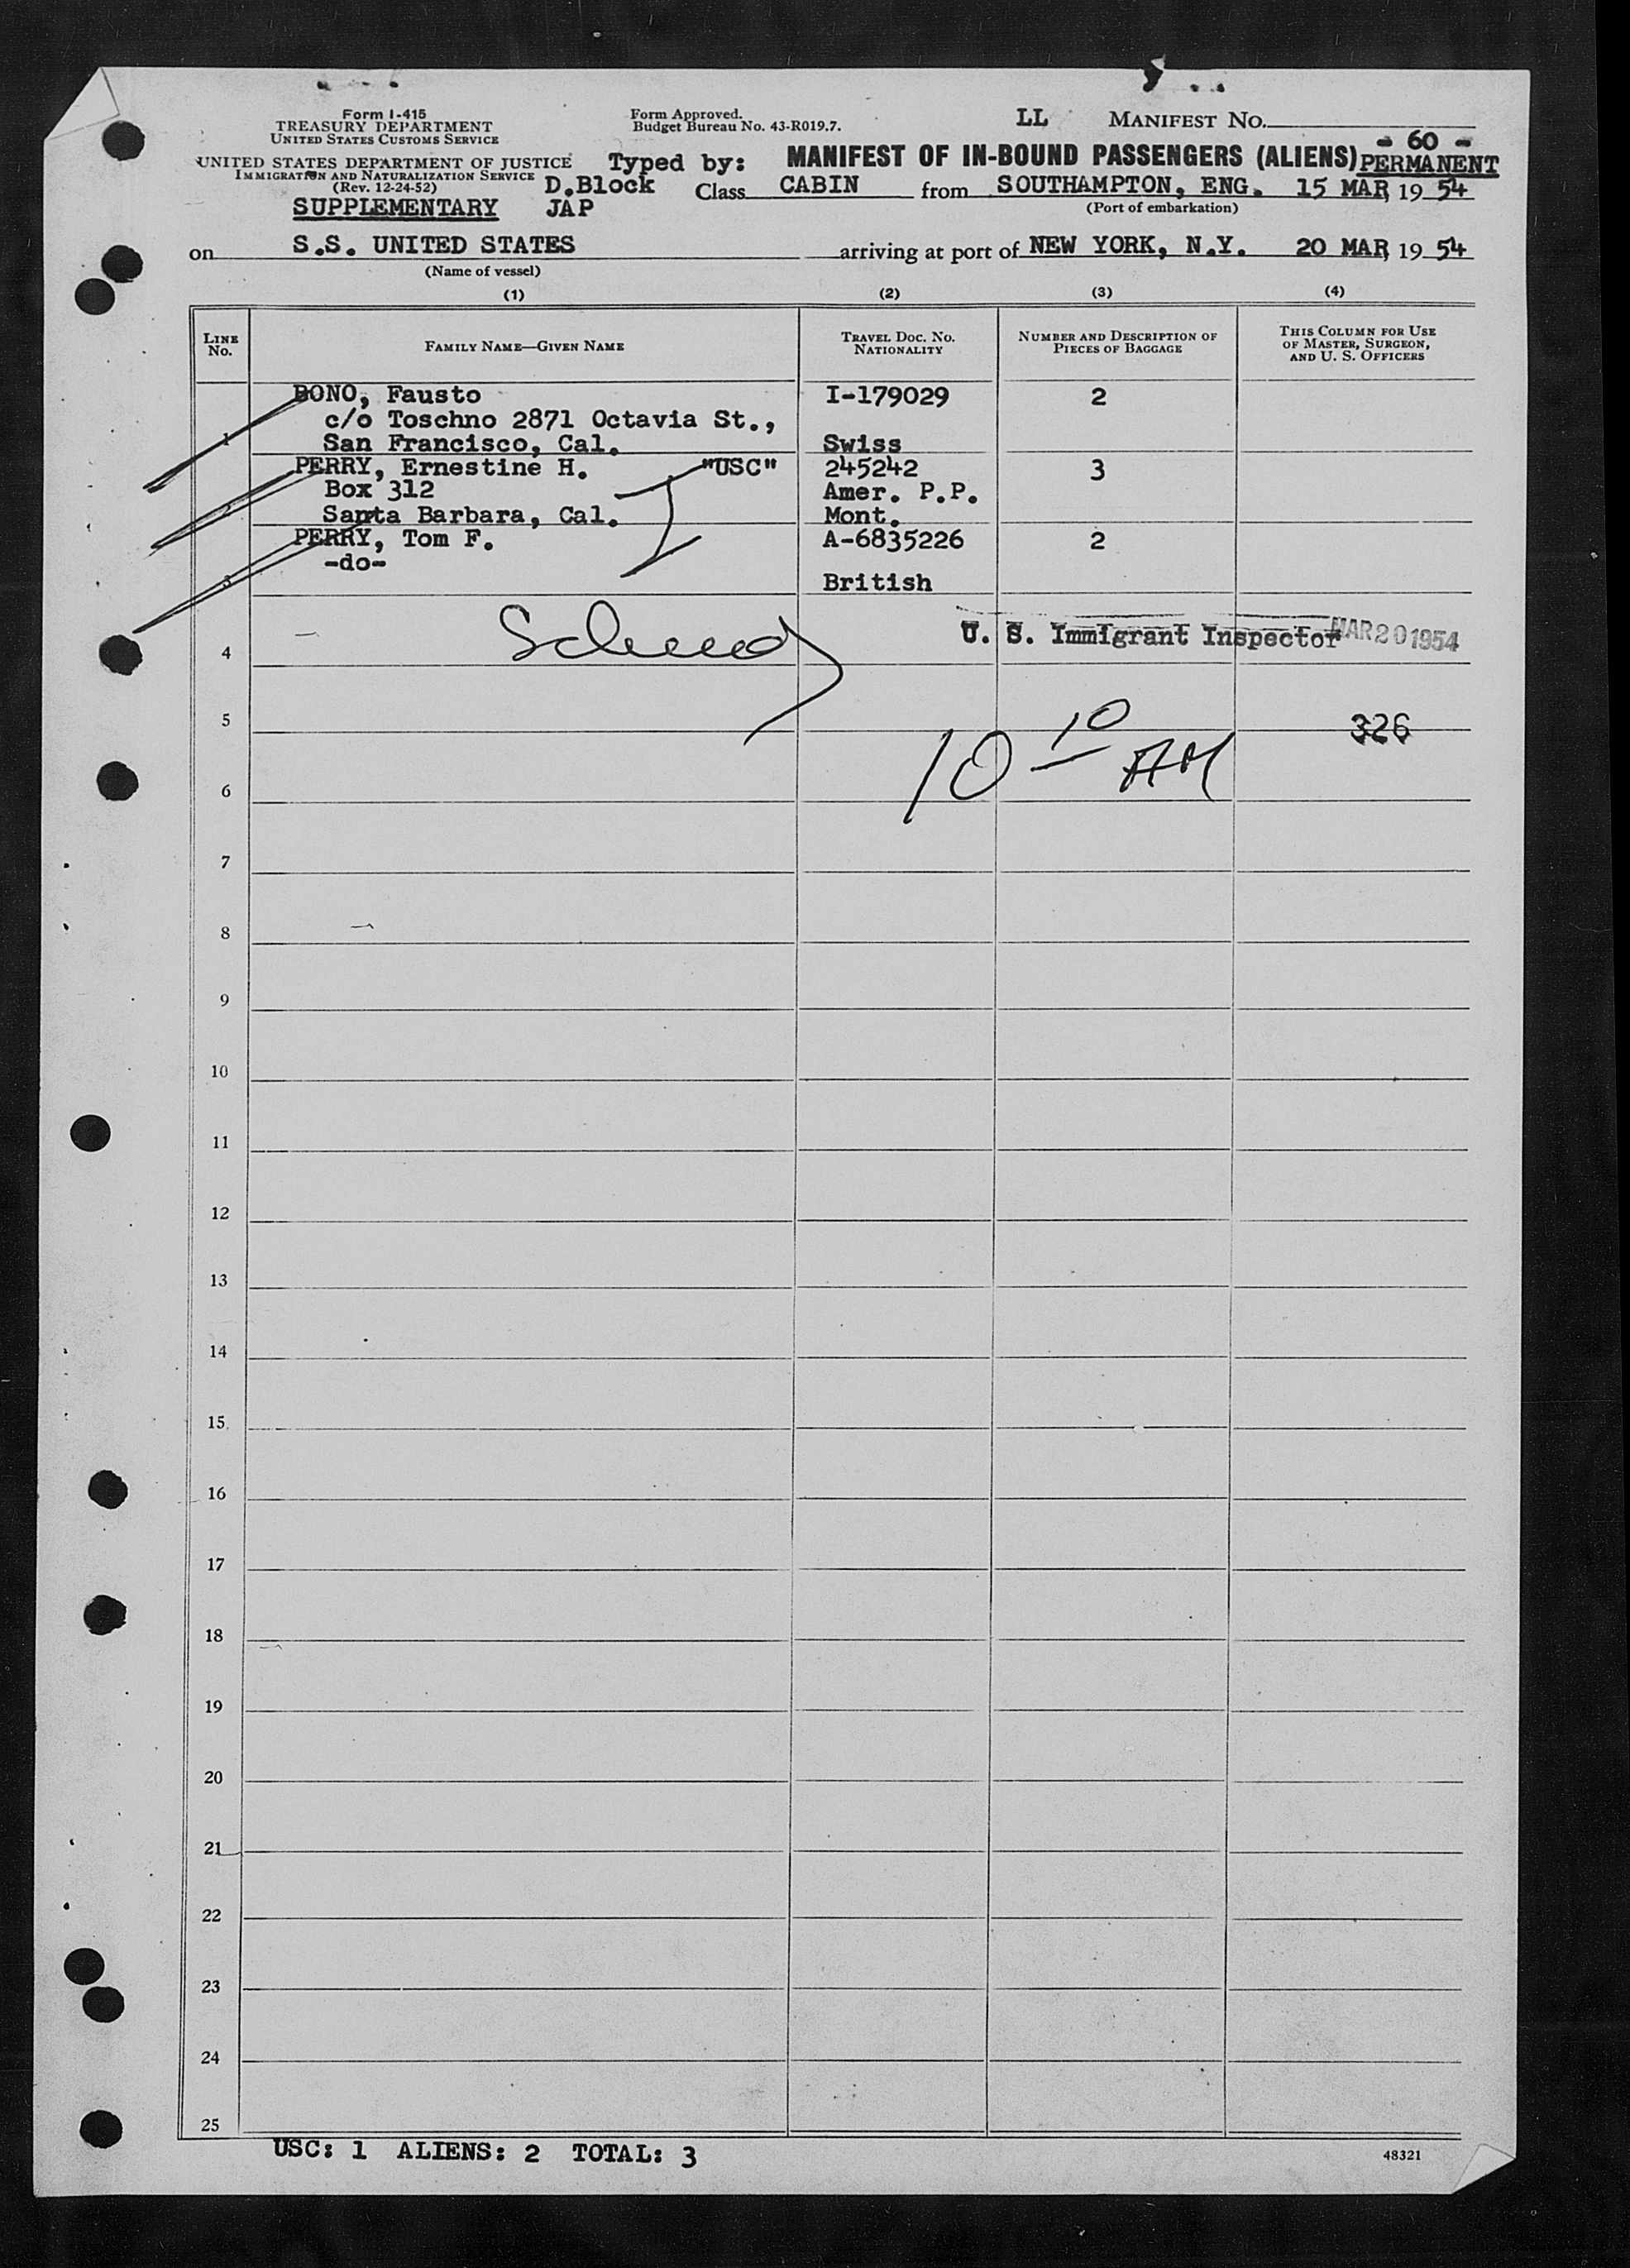 Form I-415
TREASURY DEPARTMENT
UNITED STATES CUSTOMS SERVICE
UNITED STATES DEPARTMENT OF JUSTICE
IMMIGRATION AND NATURALIZATION SERVICE
(Rev. 12-24-52)
SUPPLEMENTARY
Form Approved.
Budget Bureau No. 43-R019.7.
Typed by:
D.Block
JAP
LL MANIFEST No.
- 60 -
MANIFEST OF IN-BOUND PASSENGERS (ALIENS) PERMANENT
Class CABIN from SOUTHAMPTON, ENG. 15 MAR, 19 54
(Port of embarkation)
on S.S. UNITED STATES arriving at port of NEW YORK, N.Y. 20 MAR, 19 54
(Name of vessel)
(1) (2) (3) (4)
LINE No.
FAMILY NAME—GIVEN NAME
TRAVEL DOC. No. NATIONALITY
NUMBER AND DESCRIPTION OF PIECES OF BAGGAGE
THIS COLUMN FOR USE OF MASTER, SURGEON, AND U. S. OFFICERS
BONO, Fausto I-179029 2
c/o Toschno 2871 Octavia St.,
1 San Francisco, Cal. Swiss
PERRY, Ernestine H. "USC" 245242 3
Box 312 Amer. P.P.
2 Santa Barbara, Cal. Mont.
PERRY, Tom F. A-6835226 2
-do-
3 British
U. S. Immigrant Inspector MAR 20 1954
4
5 326
10 10 AM
6
7
8
9
10
11
12
13
14
15
16
17
18
19
20
21
22
23
24
25
USC: 1 ALIENS: 2 TOTAL: 3
48321